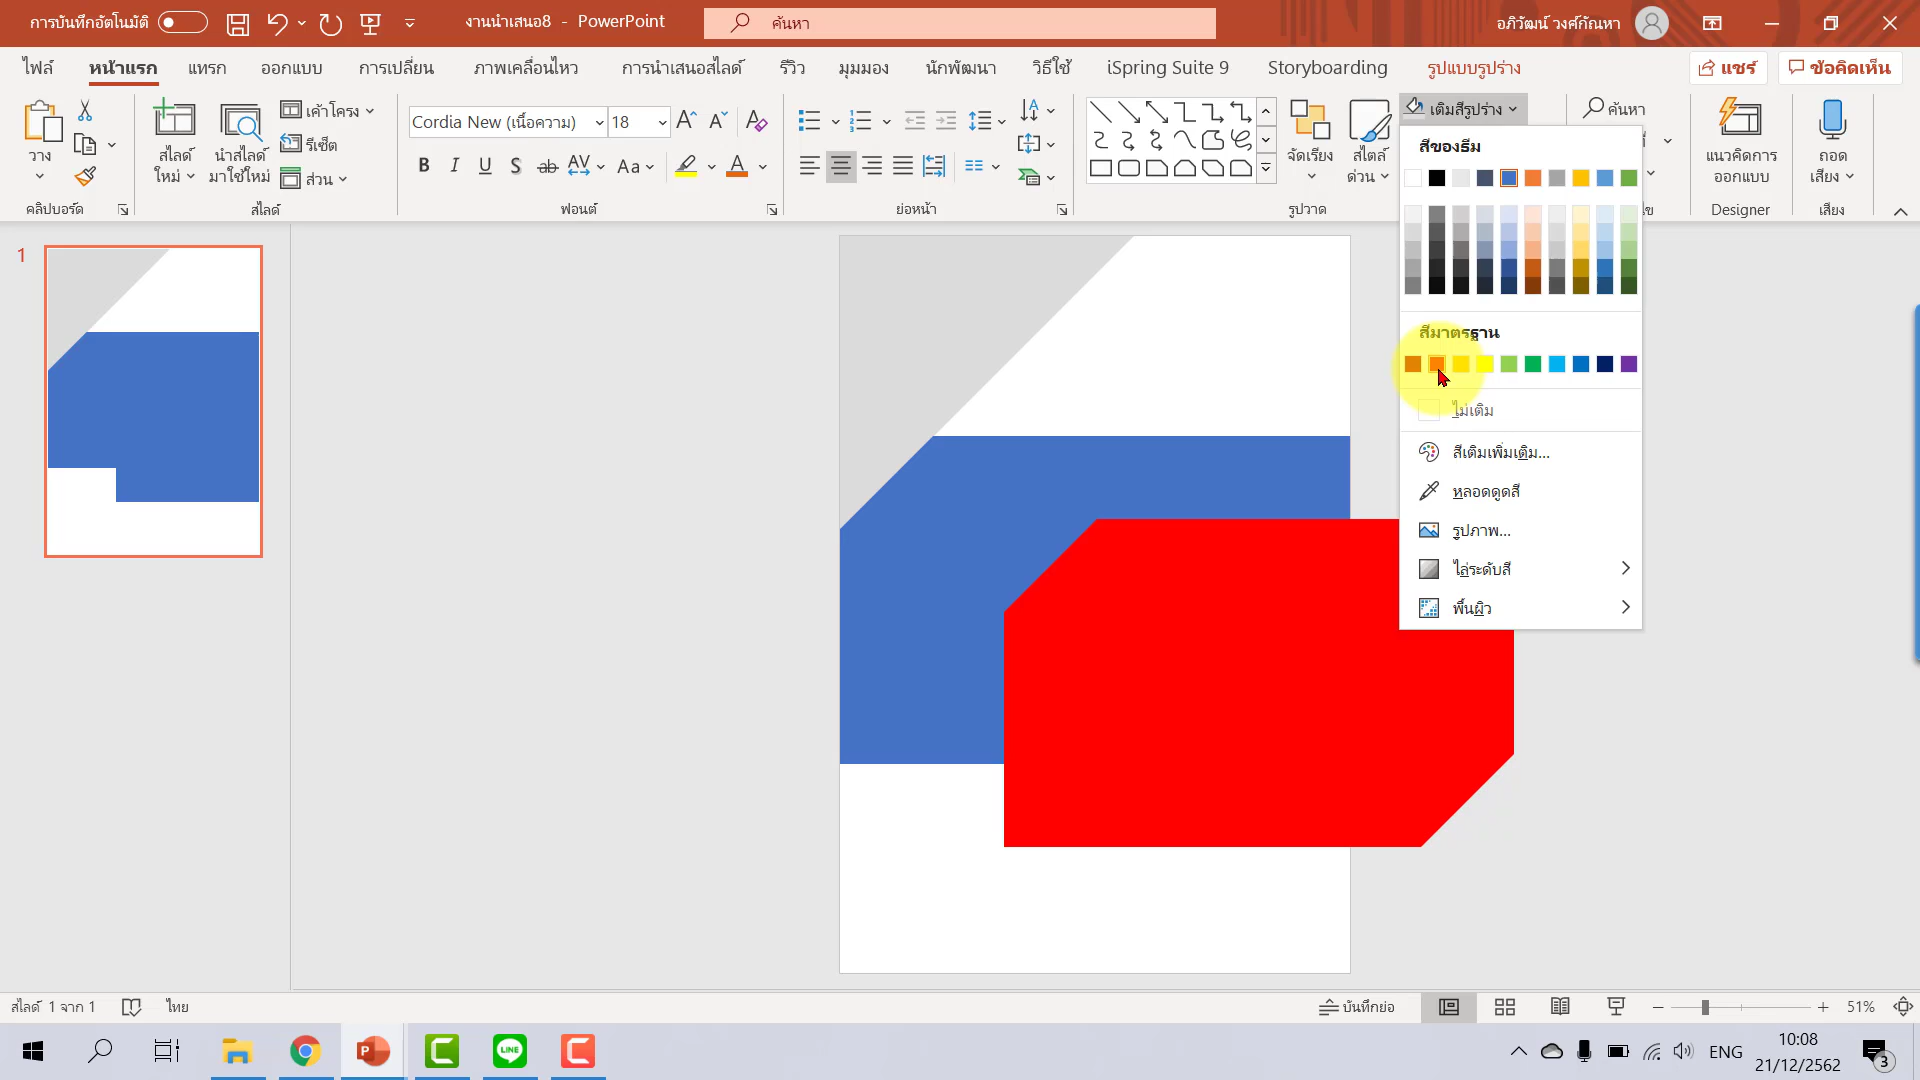 การบันทึกอัตโนมัติ
งานนำเสนอ8 - PowerPoint
ค้นหา
อภิวัฒน์ วงศ์กัณหา
ไฟล์
หน้าแรก
แทรก
ออกแบบ
การเปลี่ยน
ภาพเคลื่อนไหว
การนำเสนอสไลด์
รีวิว
มุมมอง
นักพัฒนา
วิธีใช้
iSpring Suite 9
Storyboarding
รูปแบบรูปร่าง
แชร์
ข้อคิดเห็น
วาง
คลิปบอร์ด
สไลด์
ใหม่
นำสไลด์
มาใช้ใหม่
เค้าโครง
รีเซ็ต
ส่วน
สไลด์
Cordia New (เนื้อความ)
18
B I U S ab AV Aa A
ฟอนต์
ย่อหน้า
จัดเรียง
สไตล์
ด่วน
รูปวาด
เติมสีรูปร่าง
ค้นหา
แนวคิดการ
ออกแบบ
Designer
ถอด
เสียง
เสียง
สีของธีม
สีมาตรฐาน
ไม่เติม
สีเติมเพิ่มเติม...
หลอดดูดสี
รูปภาพ...
ไล่ระดับสี
พื้นผิว
1
สไลด์ 1 จาก 1
ไทย
บันทึกย่อ
51%
LINE
ENG
10:08
21/12/2562
3